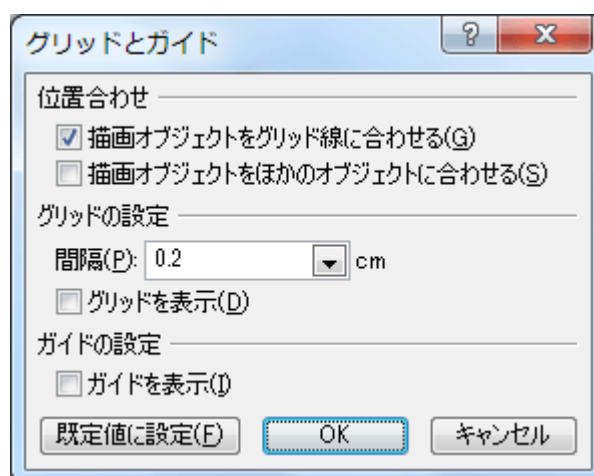 グリッドとガイド
位置合わせ
描画オブジェクトをグリッド線に合わせる(G)
描画オブジェクトをほかのオブジェクトに合わせる(S)
グリッドの設定
間隔(P): 0.2 cm
グリッドを表示(D)
ガイドの設定
ガイドを表示(I)
既定値に設定(F) OK キャンセル